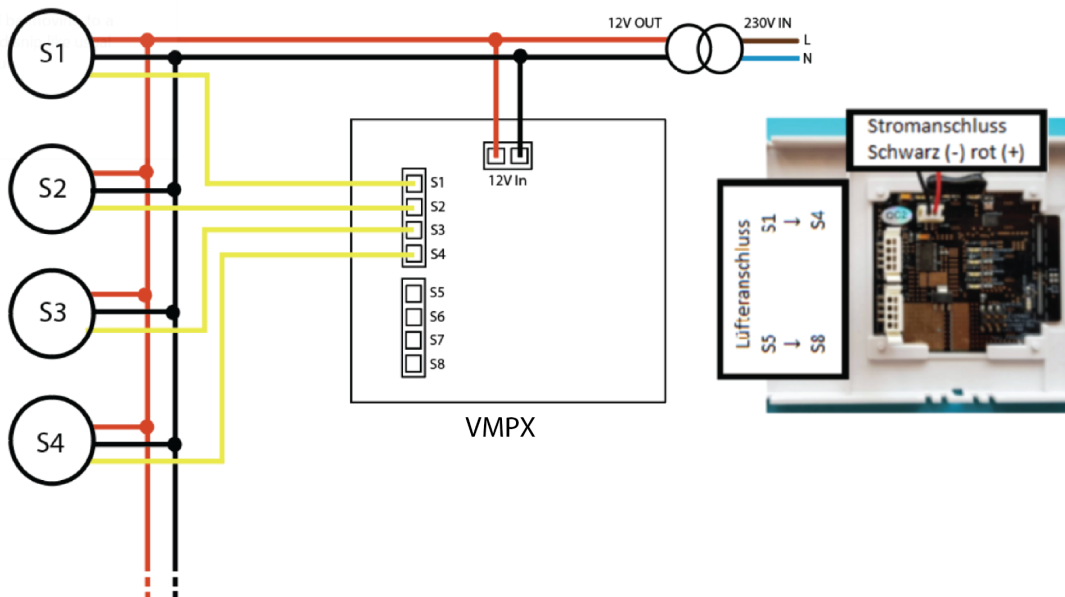 S1
S2
S3
S4
12V OUT
230V IN
L
N
12V In
S1
S2
S3
S4
S5
S6
S7
S8
VMPX
Stromanschluss
Schwarz (-) rot (+)
Lüfteranschluss
S1 → S4
S5 → S8
QC2